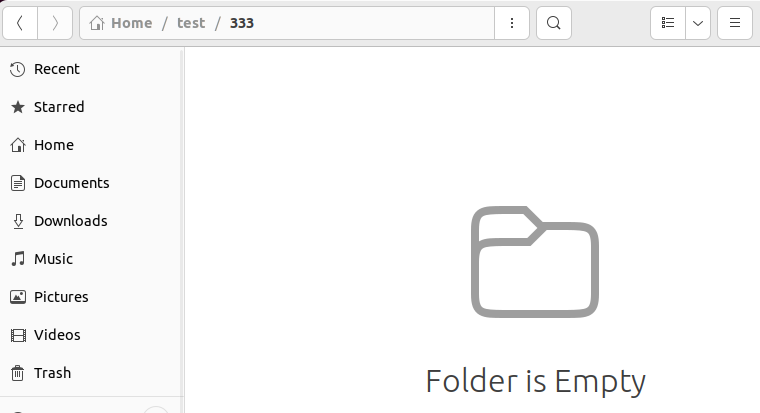 Home / test / 333
Recent
Starred
Home
Documents
Downloads
Music
Pictures
Videos
Trash
Folder is Empty